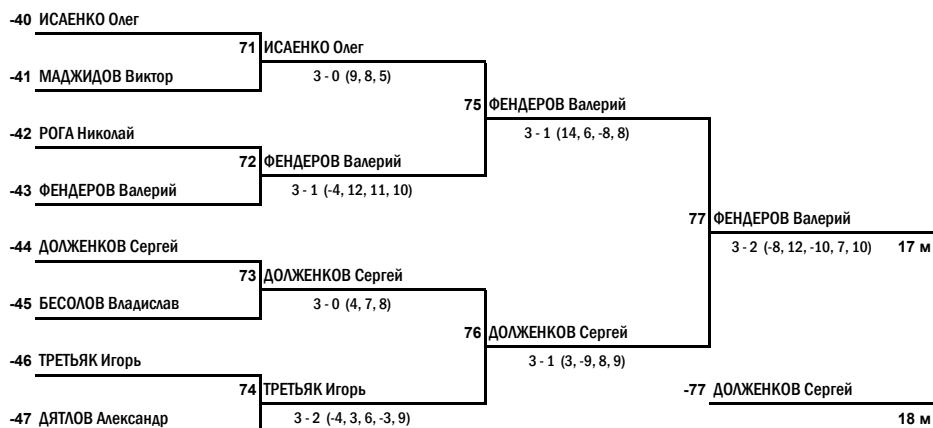 -40 ИСАЕНКО Олег
71 ИСАЕНКО Олег
-41 МАДЖИДОВ Виктор 3 - 0 (9, 8, 5)
75 ФЕНДЕРОВ Валерий
-42 РОГА Николай 3 - 1 (14, 6, -8, 8)
72 ФЕНДЕРОВ Валерий
-43 ФЕНДЕРОВ Валерий 3 - 1 (-4, 12, 11, 10)
77 ФЕНДЕРОВ Валерий
-44 ДОЛЖЕНКОВ Сергей 3 - 2 (-8, 12, -10, 7, 10) 17 м
73 ДОЛЖЕНКОВ Сергей
-45 БЕСОЛОВ Владислав 3 - 0 (4, 7, 8)
76 ДОЛЖЕНКОВ Сергей
-46 ТРЕТЬЯК Игорь 3 - 1 (3, -9, 8, 9)
74 ТРЕТЬЯК Игорь -77 ДОЛЖЕНКОВ Сергей
-47 ДЯТЛОВ Александр 3 - 2 (-4, 3, 6, -3, 9) 18 м